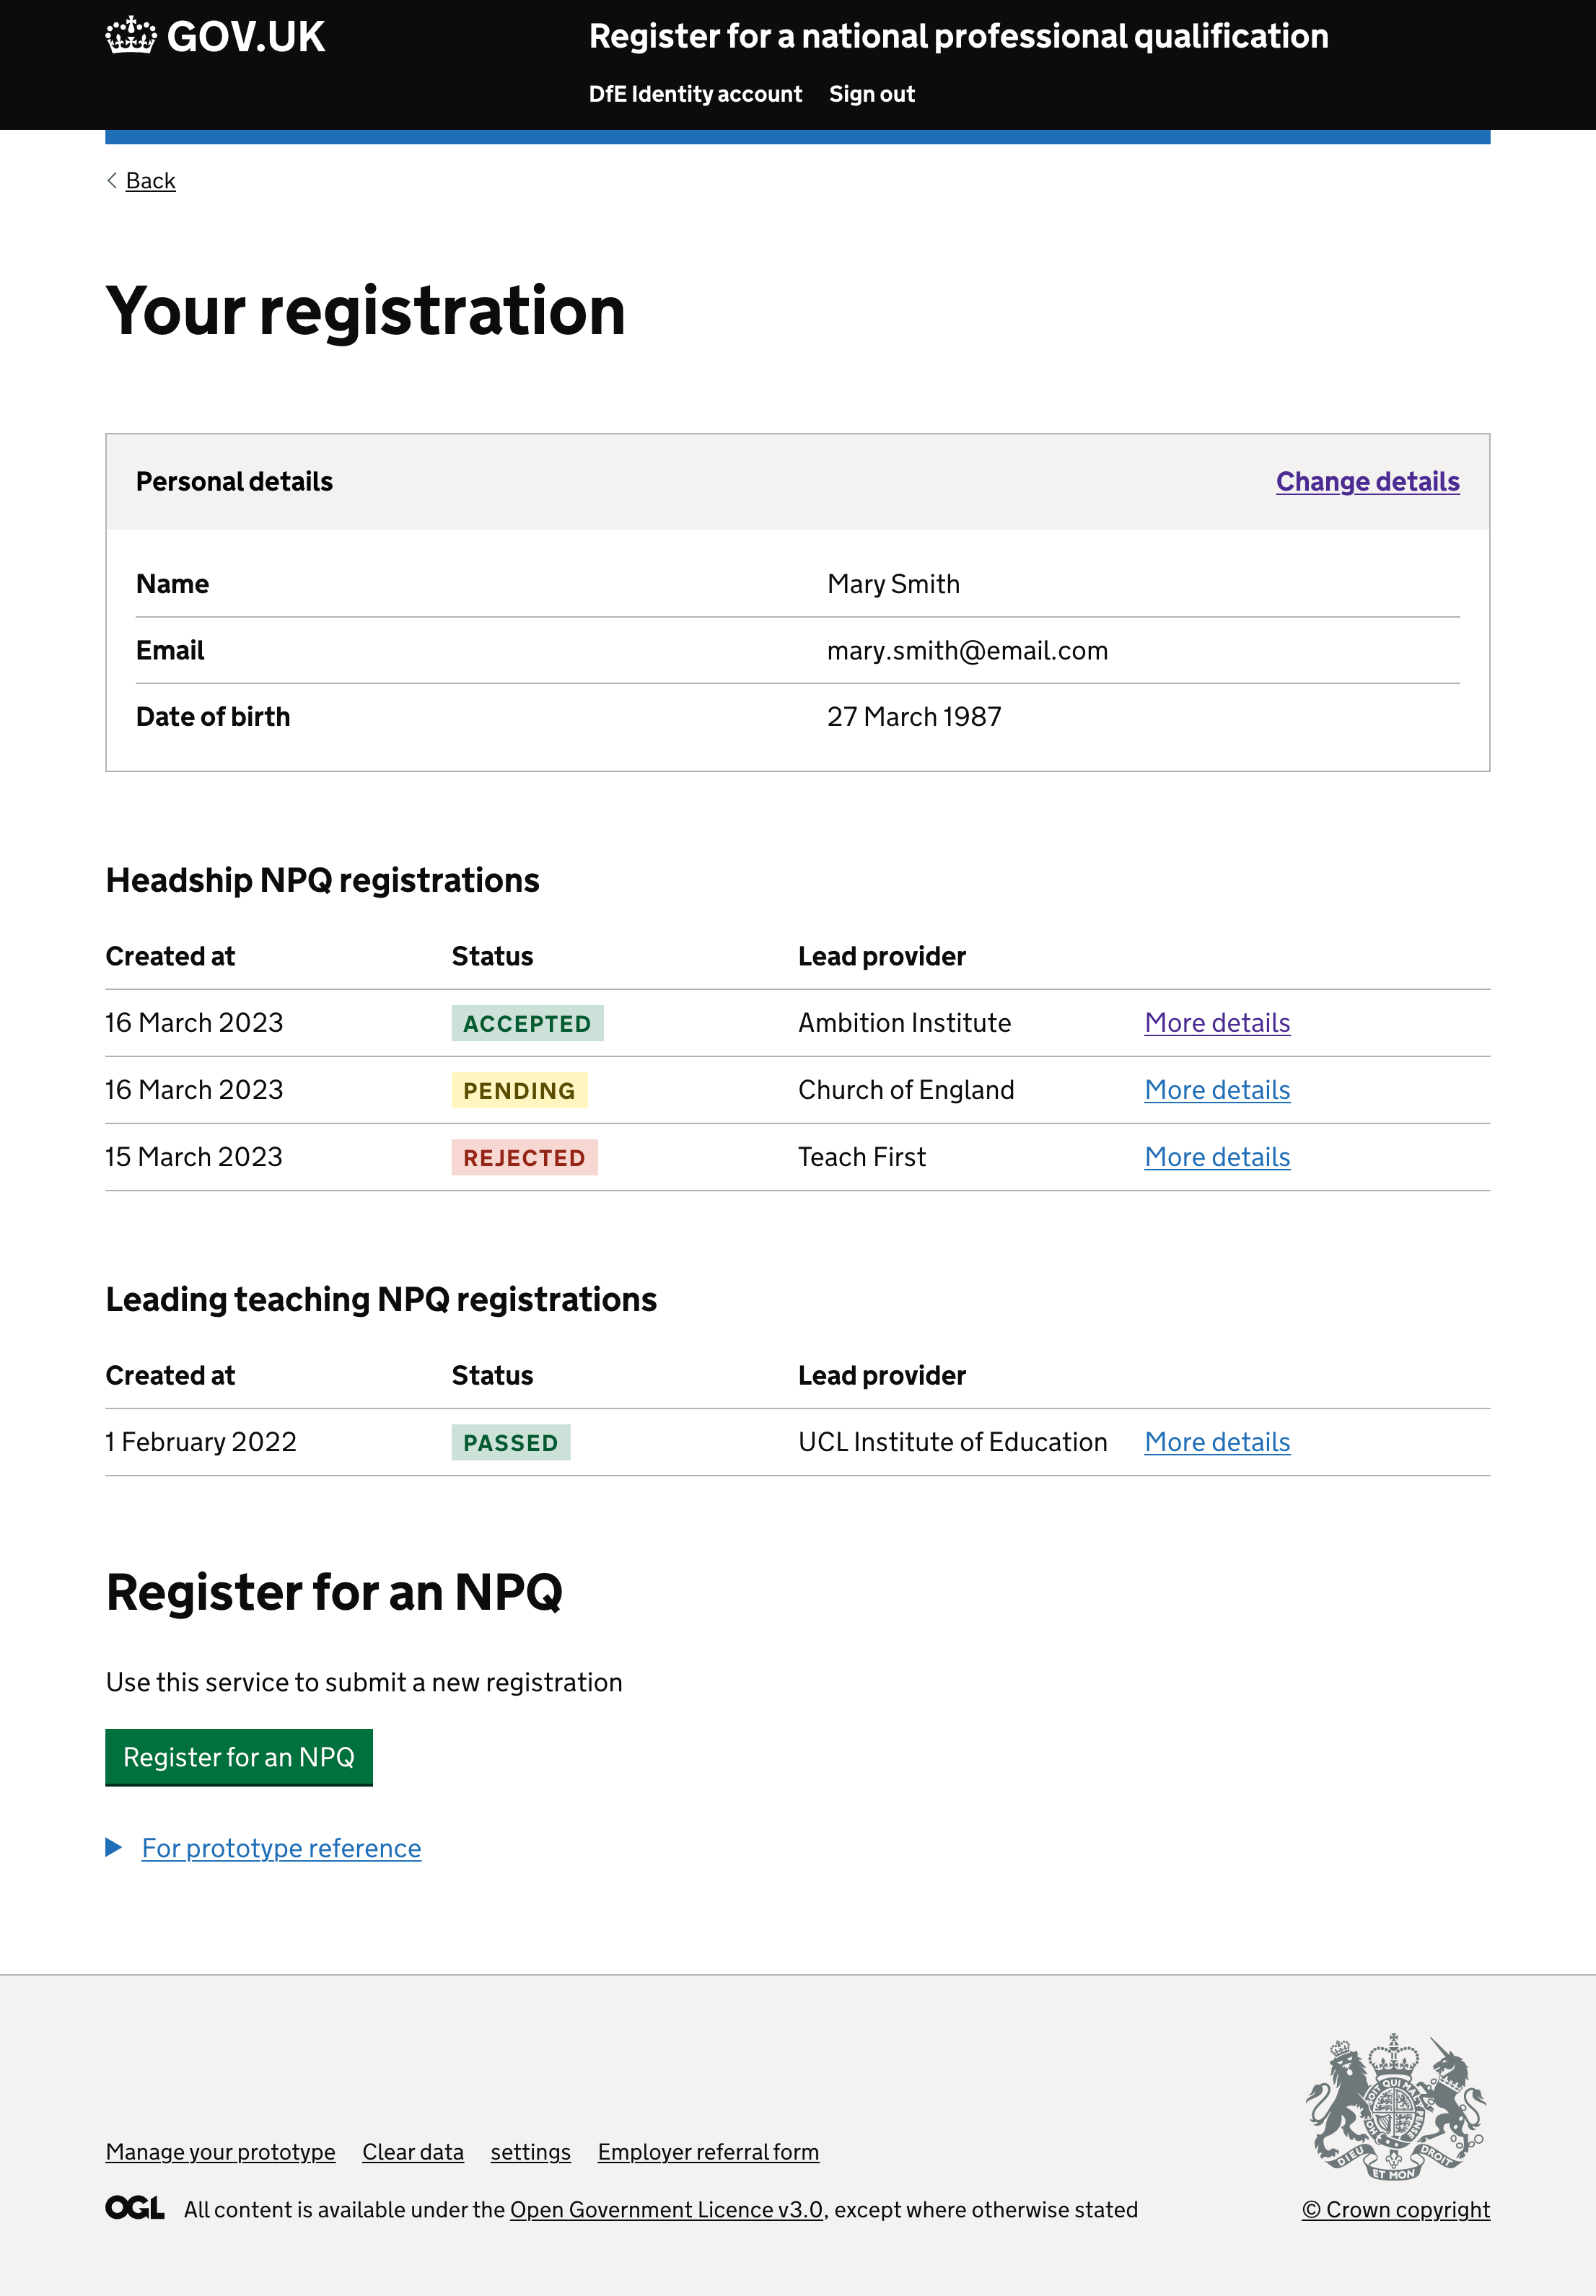 GOV.UK
Register for a national professional qualification
DfE Identity account Sign out
Back
Your registration
Personal details Change details
Name Mary Smith
Email mary.smith@email.com
Date of birth 27 March 1987
Headship NPQ registrations
Created at Status Lead provider
16 March 2023 ACCEPTED Ambition Institute More details
16 March 2023 PENDING Church of England More details
15 March 2023 REJECTED Teach First More details
Leading teaching NPQ registrations
Created at Status Lead provider
1 February 2022 PASSED UCL Institute of Education More details
Register for an NPQ
Use this service to submit a new registration
Register for an NPQ
For prototype reference
Manage your prototype Clear data settings Employer referral form
DIEU ET MON DROIT
OGL All content is available under the Open Government Licence v3.0, except where otherwise stated
© Crown copyright